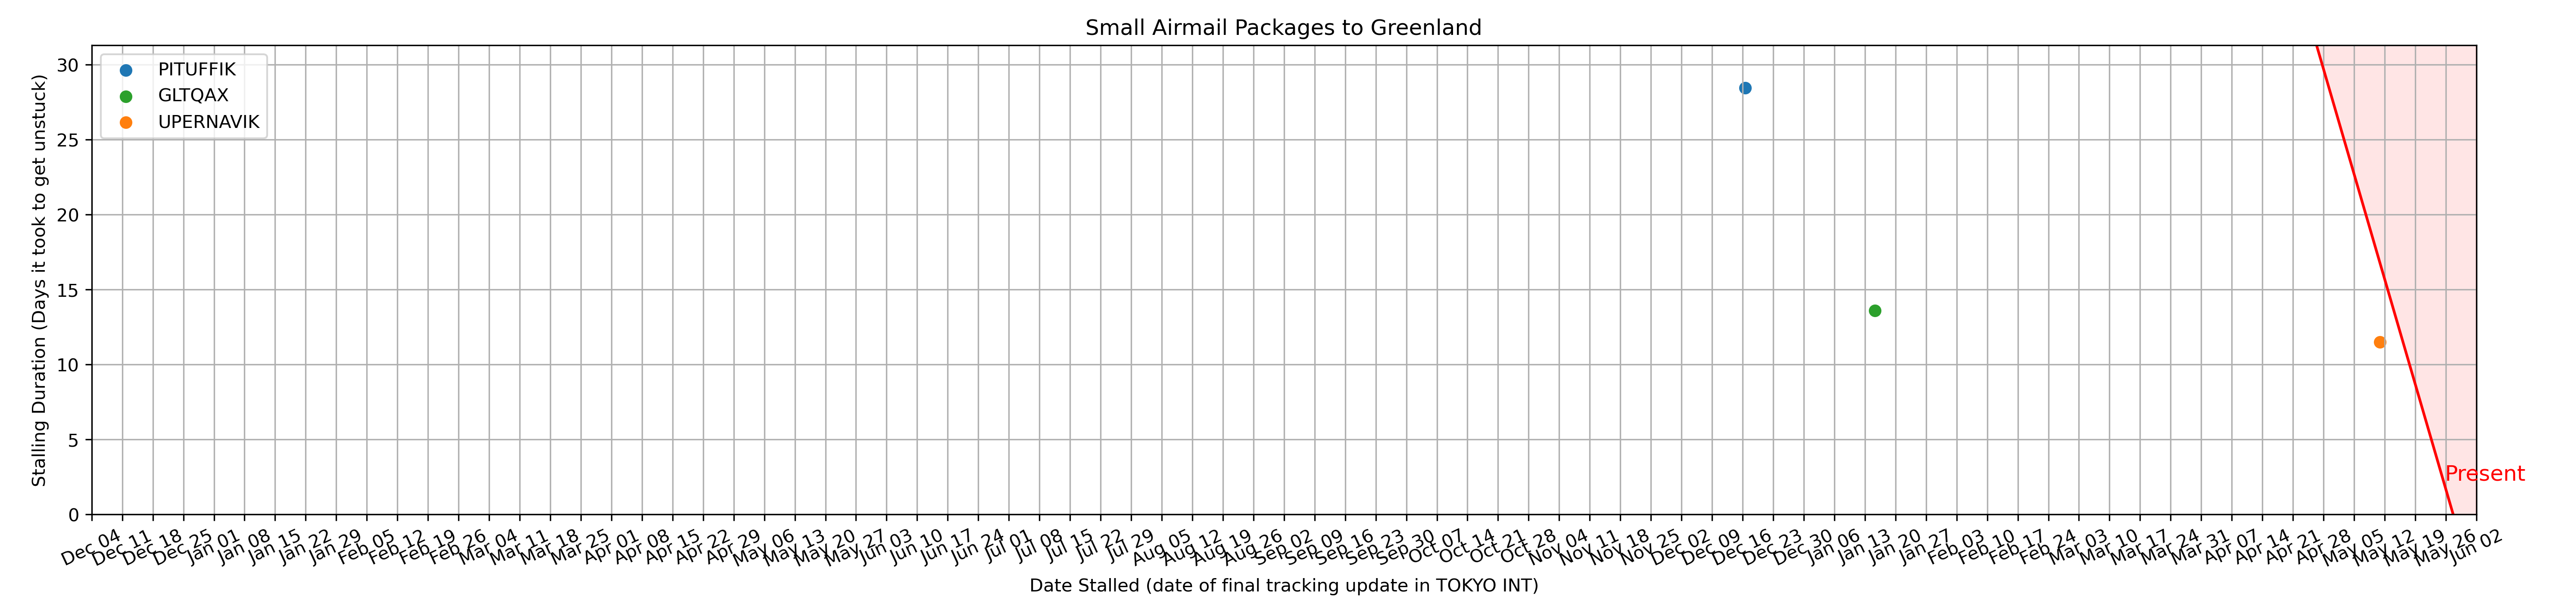 Small Airmail Packages to Greenland
PITUFFIK
GLTQAX
UPERNAVIK
Stalling Duration (Days it took to get unstuck)
30
25
20
15
10
5
0
Present
Dec 04
Dec 11
Dec 18
Dec 25
Jan 01
Jan 08
Jan 15
Jan 22
Jan 29
Feb 05
Feb 12
Feb 19
Feb 26
Mar 04
Mar 11
Mar 18
Mar 25
Apr 01
Apr 08
Apr 15
Apr 22
Apr 29
May 06
May 13
May 20
May 27
Jun 03
Jun 10
Jun 17
Jun 24
Jul 01
Jul 08
Jul 15
Jul 22
Jul 29
Aug 05
Aug 12
Aug 19
Aug 26
Sep 02
Sep 09
Sep 16
Sep 23
Sep 30
Oct 07
Oct 14
Oct 21
Oct 28
Nov 04
Nov 11
Nov 18
Nov 25
Dec 02
Dec 09
Dec 16
Dec 23
Dec 30
Jan 06
Jan 13
Jan 20
Jan 27
Feb 03
Feb 10
Feb 17
Feb 24
Mar 03
Mar 10
Mar 17
Mar 24
Mar 31
Apr 07
Apr 14
Apr 21
Apr 28
May 05
May 12
May 19
May 26
Jun 02
Date Stalled (date of final tracking update in TOKYO INT)